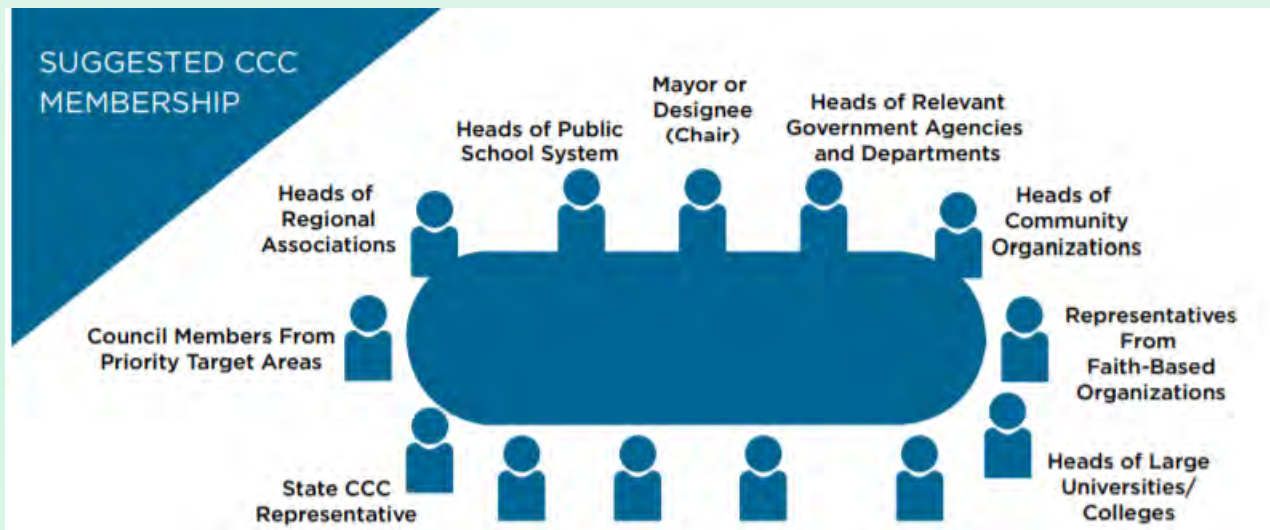 SUGGESTED CCC
MEMBERSHIP
Mayor or
Designee
(Chair)
Heads of Public
School System
Heads of Relevant
Government Agencies
and Departments
Heads of
Regional
Associations
Heads of
Community
Organizations
Council Members From
Priority Target Areas
Representatives
From
Faith-Based
Organizations
State CCC
Representative
Heads of Large
Universities/
Colleges